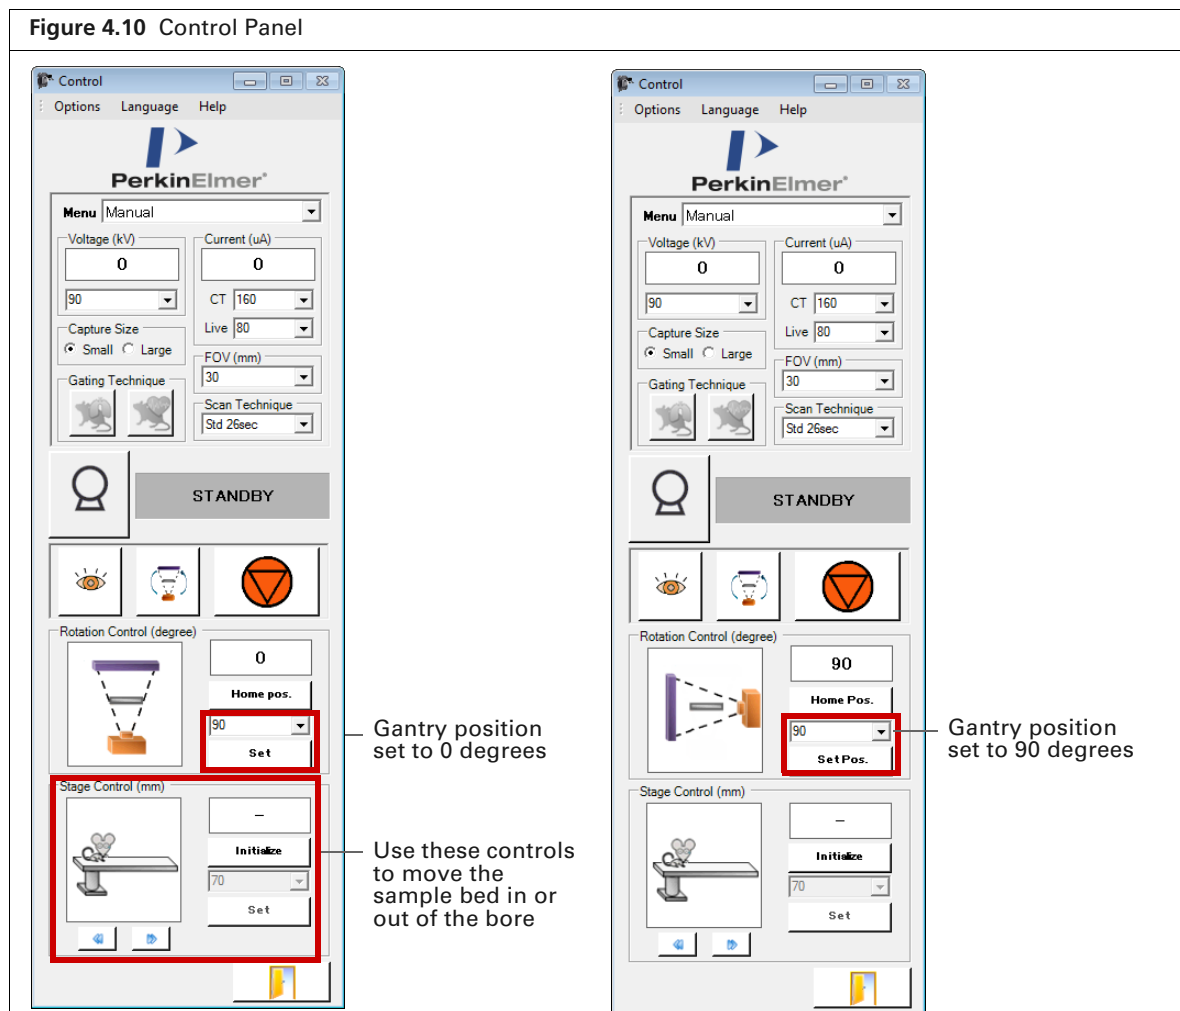 Figure 4.10 Control Panel
Control
Options Language Help
PerkinElmer
Menu Manual
Voltage (kV)
0
90
Current (uA)
0
CT 160
Live 80
Capture Size
Small Large
FOV (mm)
30
Gating Technique
Scan Technique
Std 26sec
STANDBY
Rotation Control (degree)
0
Home pos.
90
Set
Gantry position
set to 0 degrees
Stage Control (mm)
–
Initialize
70
Set
Use these controls
to move the
sample bed in or
out of the bore
Control
Options Language Help
PerkinElmer
Menu Manual
Voltage (kV)
0
90
Current (uA)
0
CT 160
Live 80
Capture Size
Small Large
FOV (mm)
30
Gating Technique
Scan Technique
Std 26sec
STANDBY
Rotation Control (degree)
90
Home Pos.
90
Set Pos.
Gantry position
set to 90 degrees
Stage Control (mm)
–
Initialize
70
Set